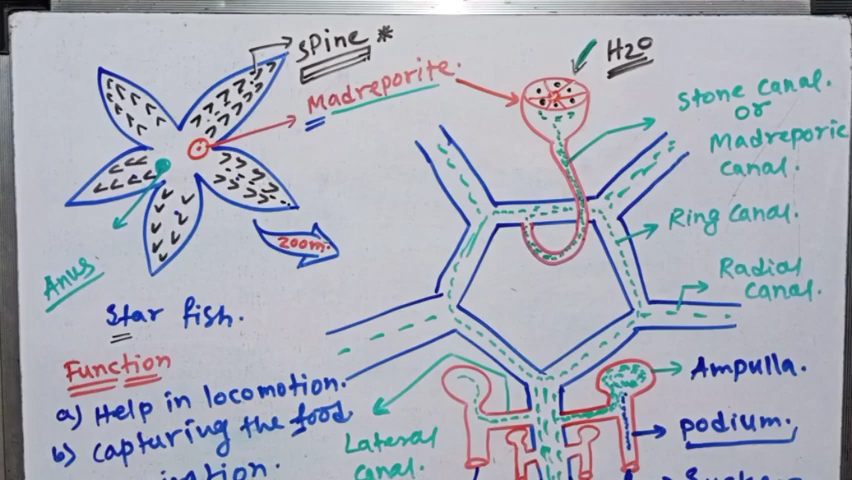 spine *
Madreporite.
H2O
Stone canal.
or
Madreporic
canal.
Ring canal.
Radial
canal.
zoom.
Anus
Star fish.
Function
a) Help in locomotion.
b) capturing the food
Lateral
canal.
Ampulla.
podium.